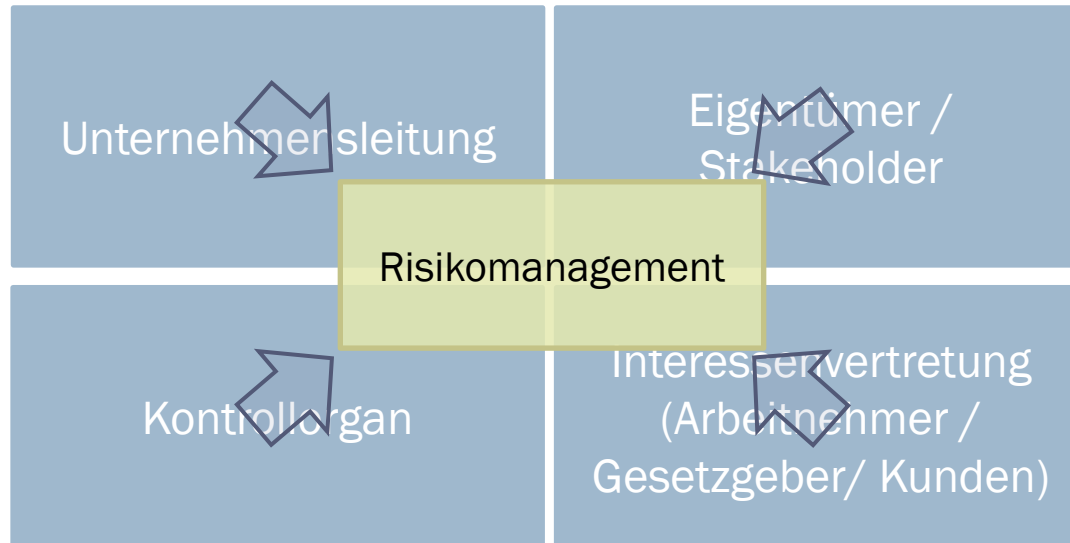 Unternehmensleitung
Eigentümer /
Stakeholder
Risikomanagement
Kontrollorgan
Interessenvertretung
(Arbeitnehmer /
Gesetzgeber/ Kunden)